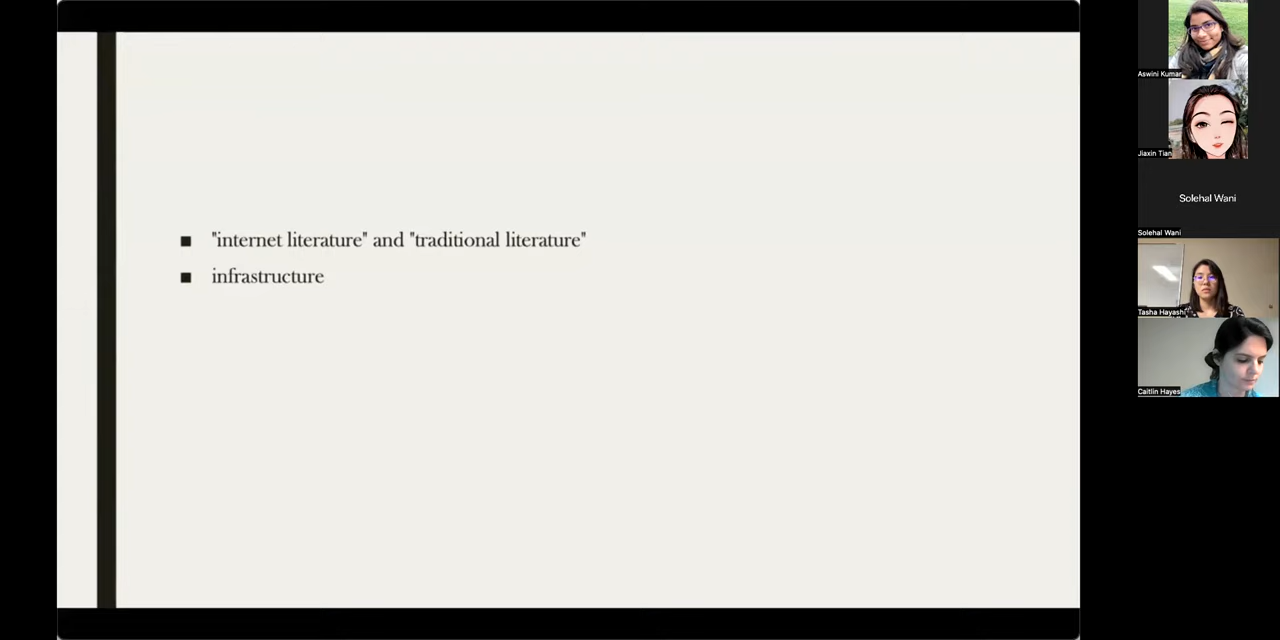 "internet literature" and "traditional literature"
infrastructure
Aswini Kumar
Jiaxin Tian
Solehal Wani
Solehal Wani
Tasha Hayashi
Caitlin Hayes